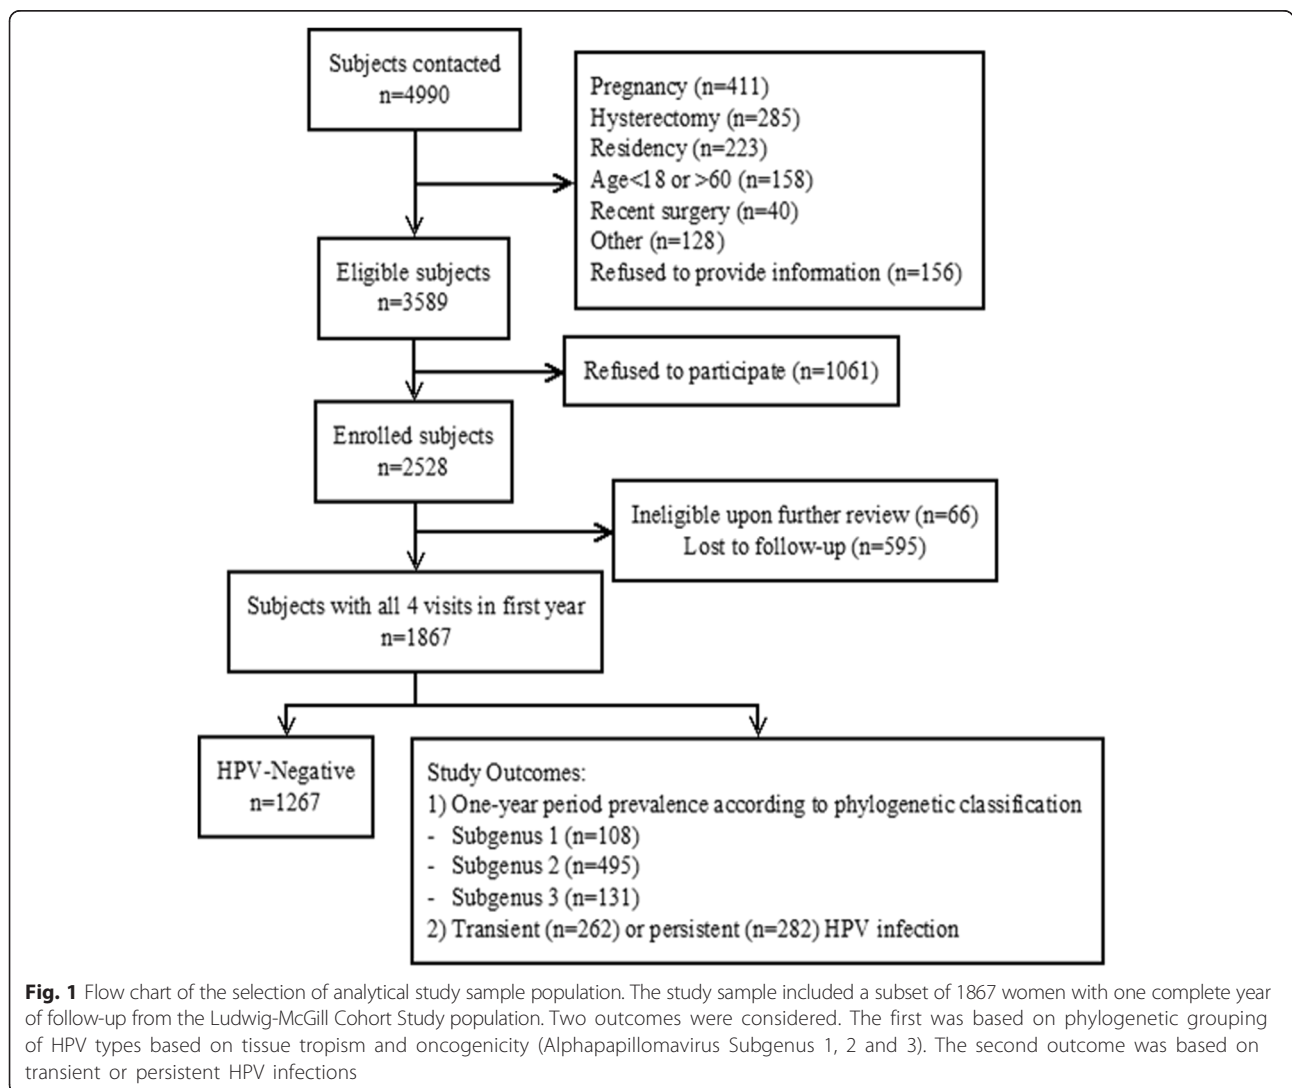 Subjects contacted
n=4990
Pregnancy (n=411)
Hysterectomy (n=285)
Residency (n=223)
Age<18 or >60 (n=158)
Recent surgery (n=40)
Other (n=128)
Refused to provide information (n=156)
Eligible subjects
n=3589
Refused to participate (n=1061)
Enrolled subjects
n=2528
Ineligible upon further review (n=66)
Lost to follow-up (n=595)
Subjects with all 4 visits in first year
n=1867
HPV-Negative
n=1267
Study Outcomes:
1) One-year period prevalence according to phylogenetic classification
- Subgenus 1 (n=108)
- Subgenus 2 (n=495)
- Subgenus 3 (n=131)
2) Transient (n=262) or persistent (n=282) HPV infection
Fig. 1 Flow chart of the selection of analytical study sample population. The study sample included a subset of 1867 women with one complete year
of follow-up from the Ludwig-McGill Cohort Study population. Two outcomes were considered. The first was based on phylogenetic grouping
of HPV types based on tissue tropism and oncogenicity (Alphapapillomavirus Subgenus 1, 2 and 3). The second outcome was based on
transient or persistent HPV infections